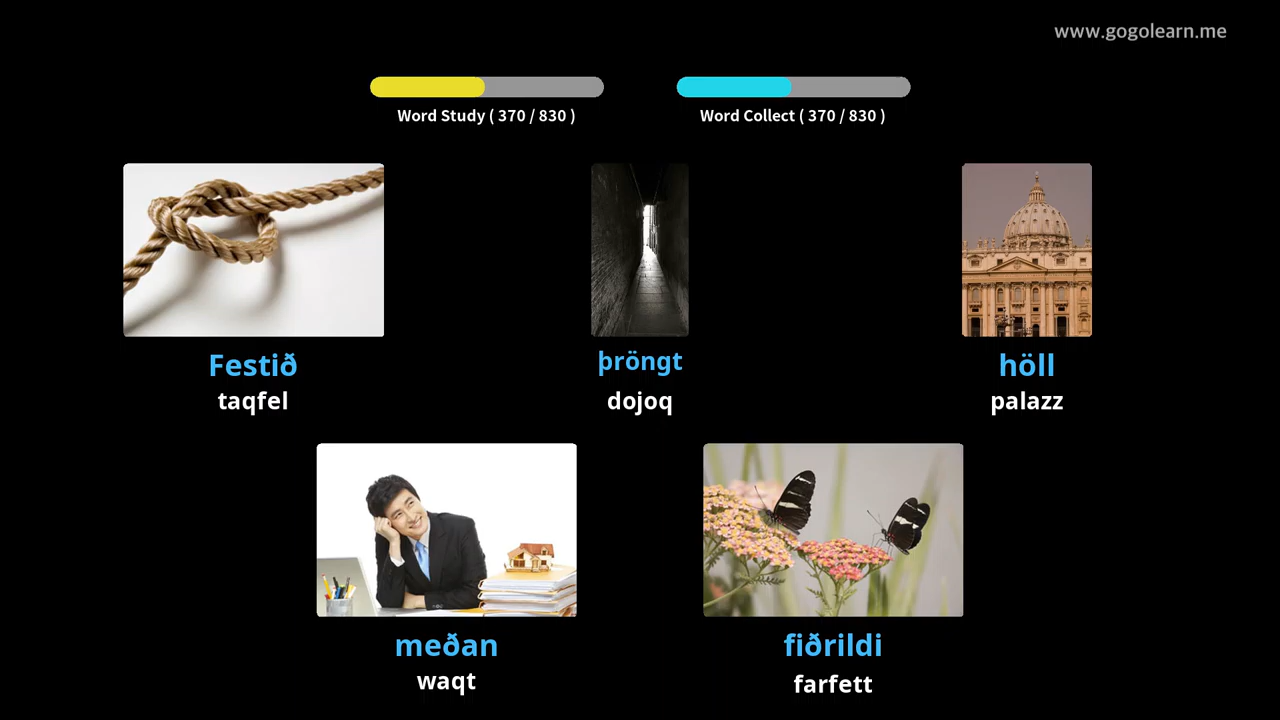 www.gogolearn.me
Word Study ( 370 / 830 )
Word Collect ( 370 / 830 )
Festið
taqfel
þröngt
dojoq
höll
palazz
meðan
waqt
fiðrildi
farfett